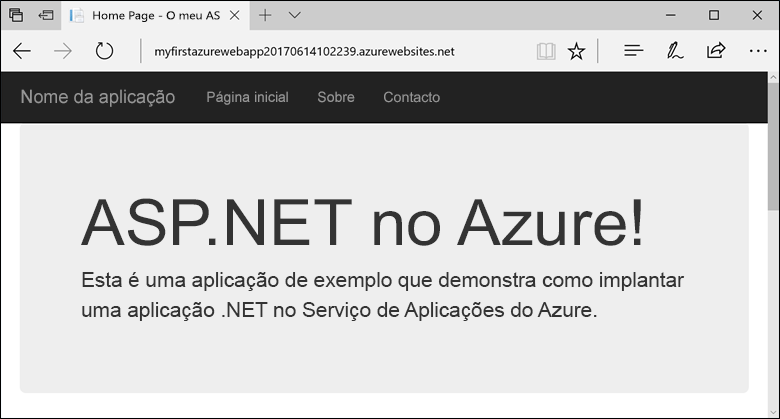 Home Page - O meu AS
myfirstazurewebapp20170614102239.azurewebsites.net
Nome da aplicação Página inicial Sobre Contacto
ASP.NET no Azure!
Esta é uma aplicação de exemplo que demonstra como implantar
uma aplicação .NET no Serviço de Aplicações do Azure.